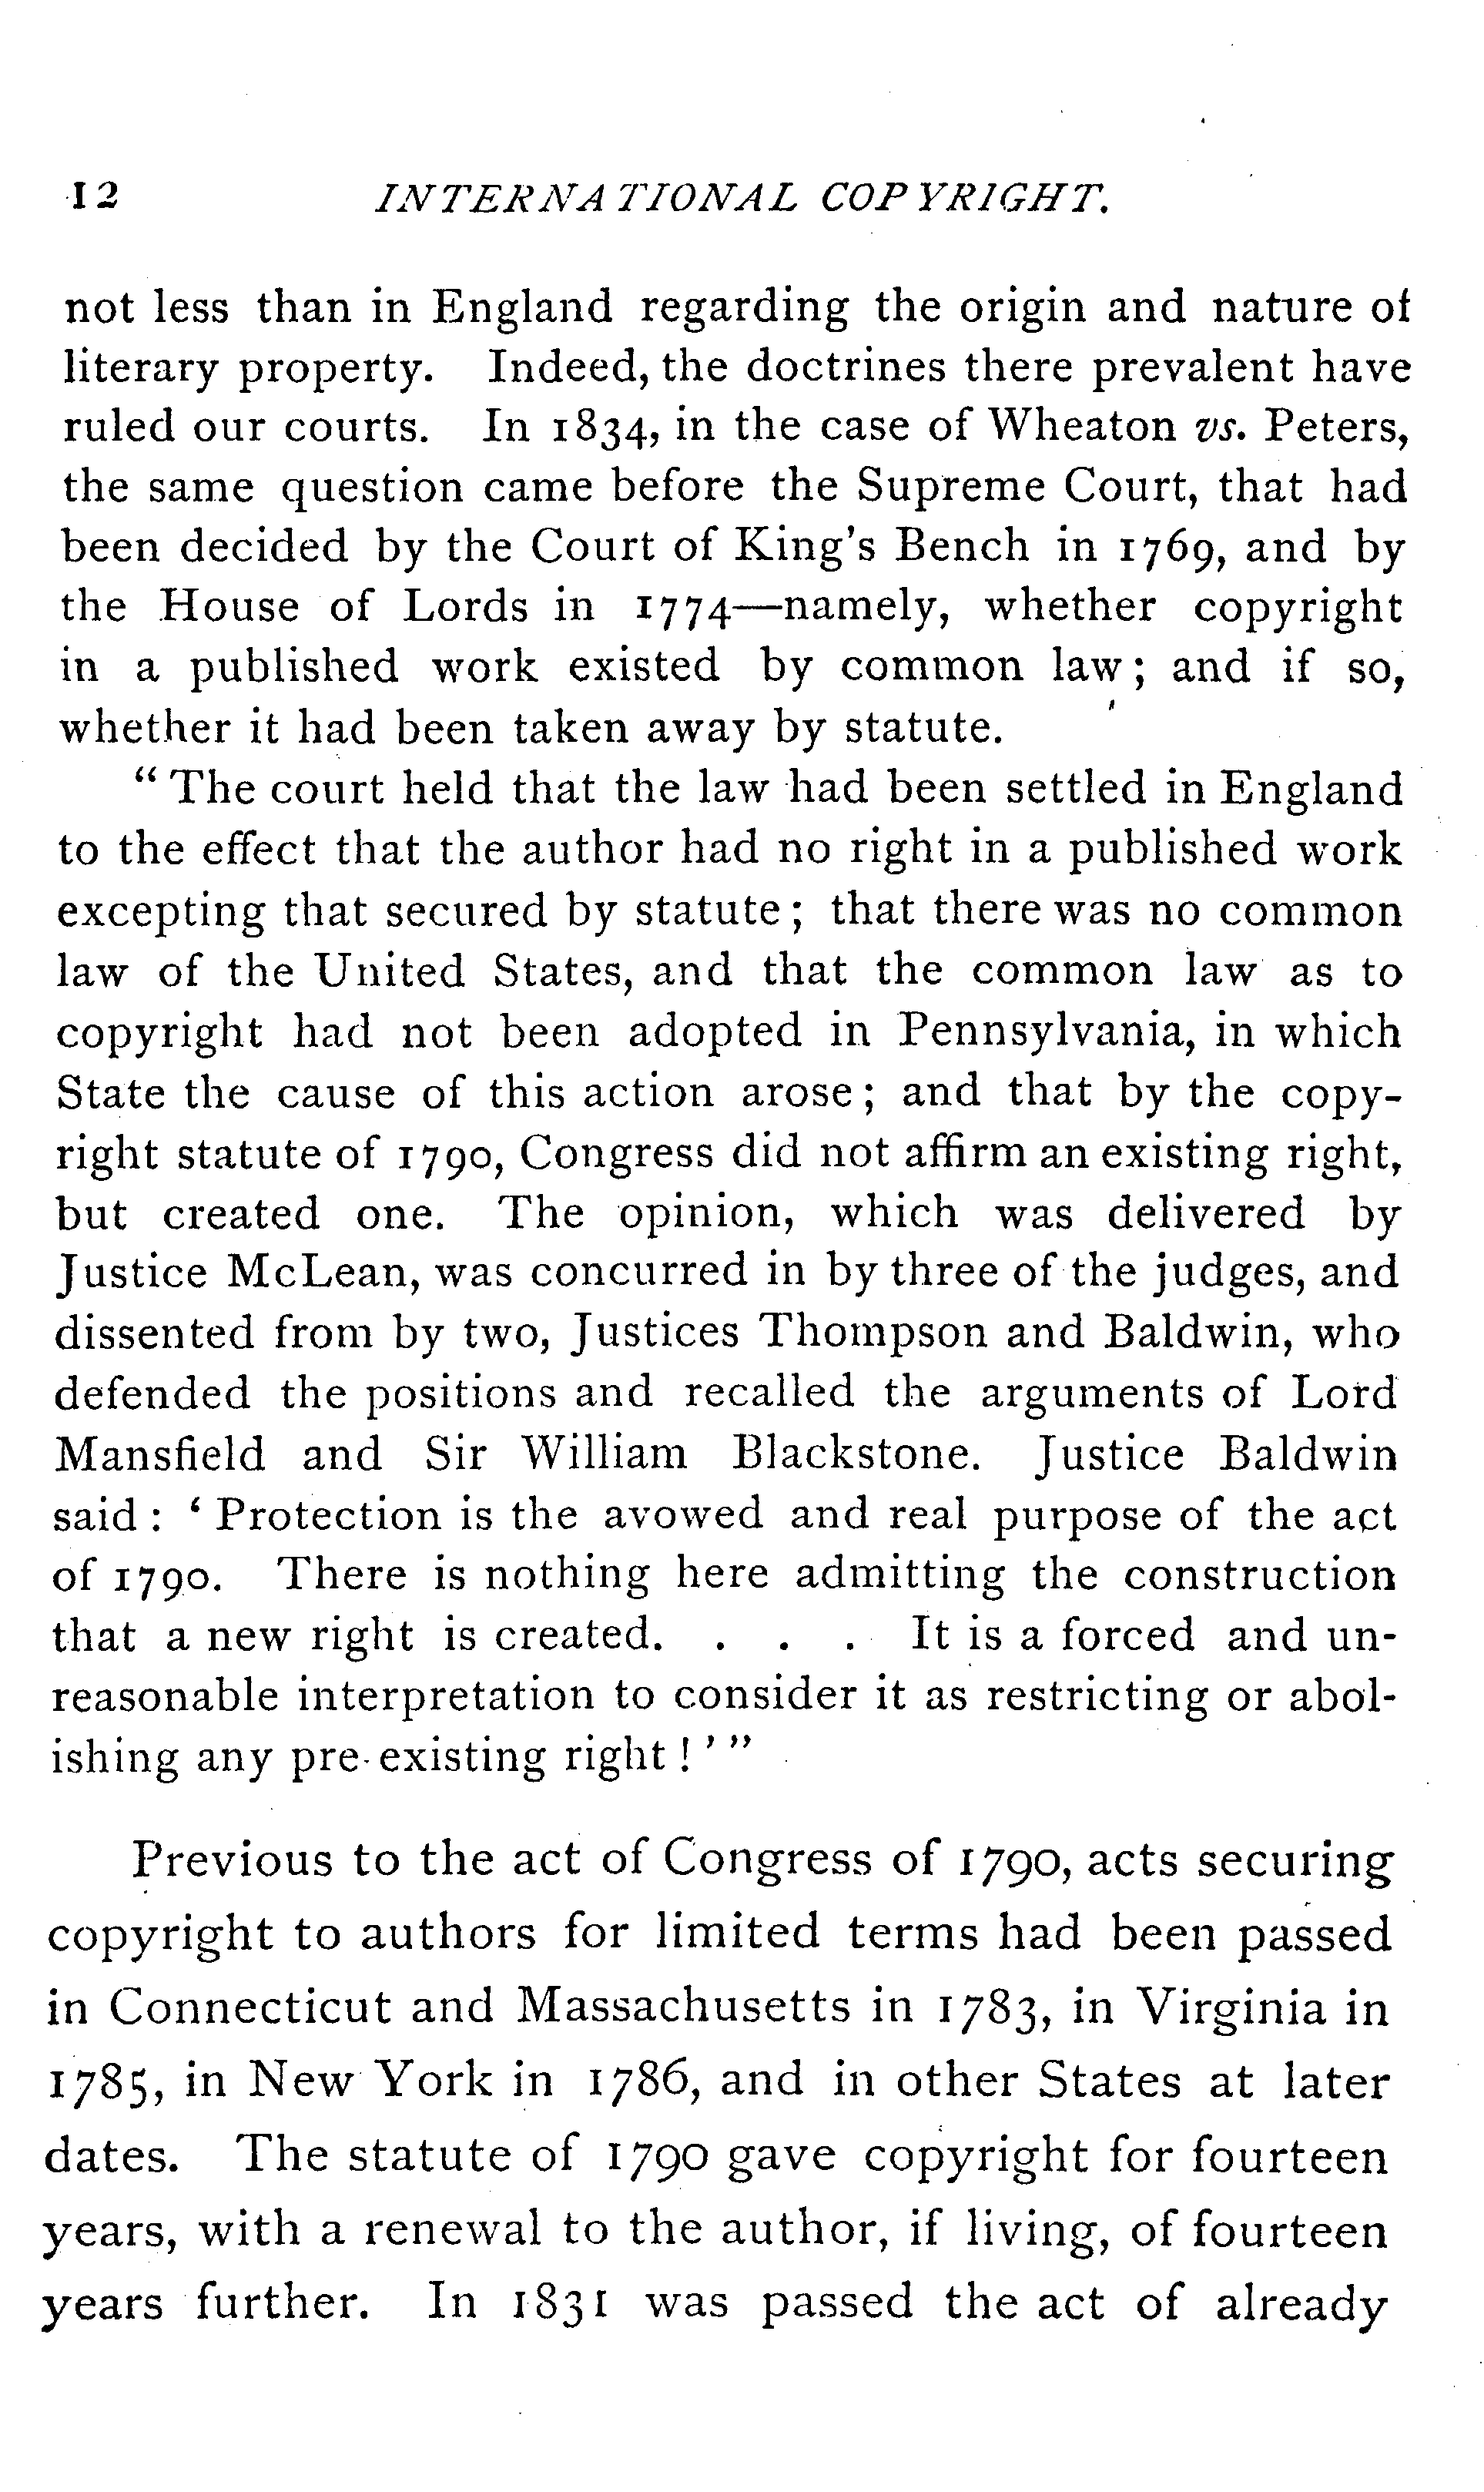 12 INTERNATIONAL COPYRIGHT.
not less than in England regarding the origin and nature of
literary property. Indeed, the doctrines there prevalent have
ruled our courts. In 1834, in the case of Wheaton vs. Peters,
the same question came before the Supreme Court, that had
been decided by the Court of King's Bench in 1769, and by
the House of Lords in 1774—namely, whether copyright
in a published work existed by common law; and if so,
whether it had been taken away by statute.
"The court held that the law had been settled in England
to the effect that the author had no right in a published work
excepting that secured by statute; that there was no common
law of the United States, and that the common law as to
copyright had not been adopted in Pennsylvania, in which
State the cause of this action arose; and that by the copy-
right statute of 1790, Congress did not affirm an existing right,
but created one. The opinion, which was delivered by
Justice McLean, was concurred in by three of the judges, and
dissented from by two, Justices Thompson and Baldwin, who
defended the positions and recalled the arguments of Lord
Mansfield and Sir William Blackstone. Justice Baldwin
said: 'Protection is the avowed and real purpose of the act
of 1790. There is nothing here admitting the construction
that a new right is created. . . . It is a forced and un-
reasonable interpretation to consider it as restricting or abol-
ishing any pre-existing right!'"
Previous to the act of Congress of 1790, acts securing
copyright to authors for limited terms had been passed
in Connecticut and Massachusetts in 1783, in Virginia in
1785, in New York in 1786, and in other States at later
dates. The statute of 1790 gave copyright for fourteen
years, with a renewal to the author, if living, of fourteen
years further. In 1831 was passed the act of already